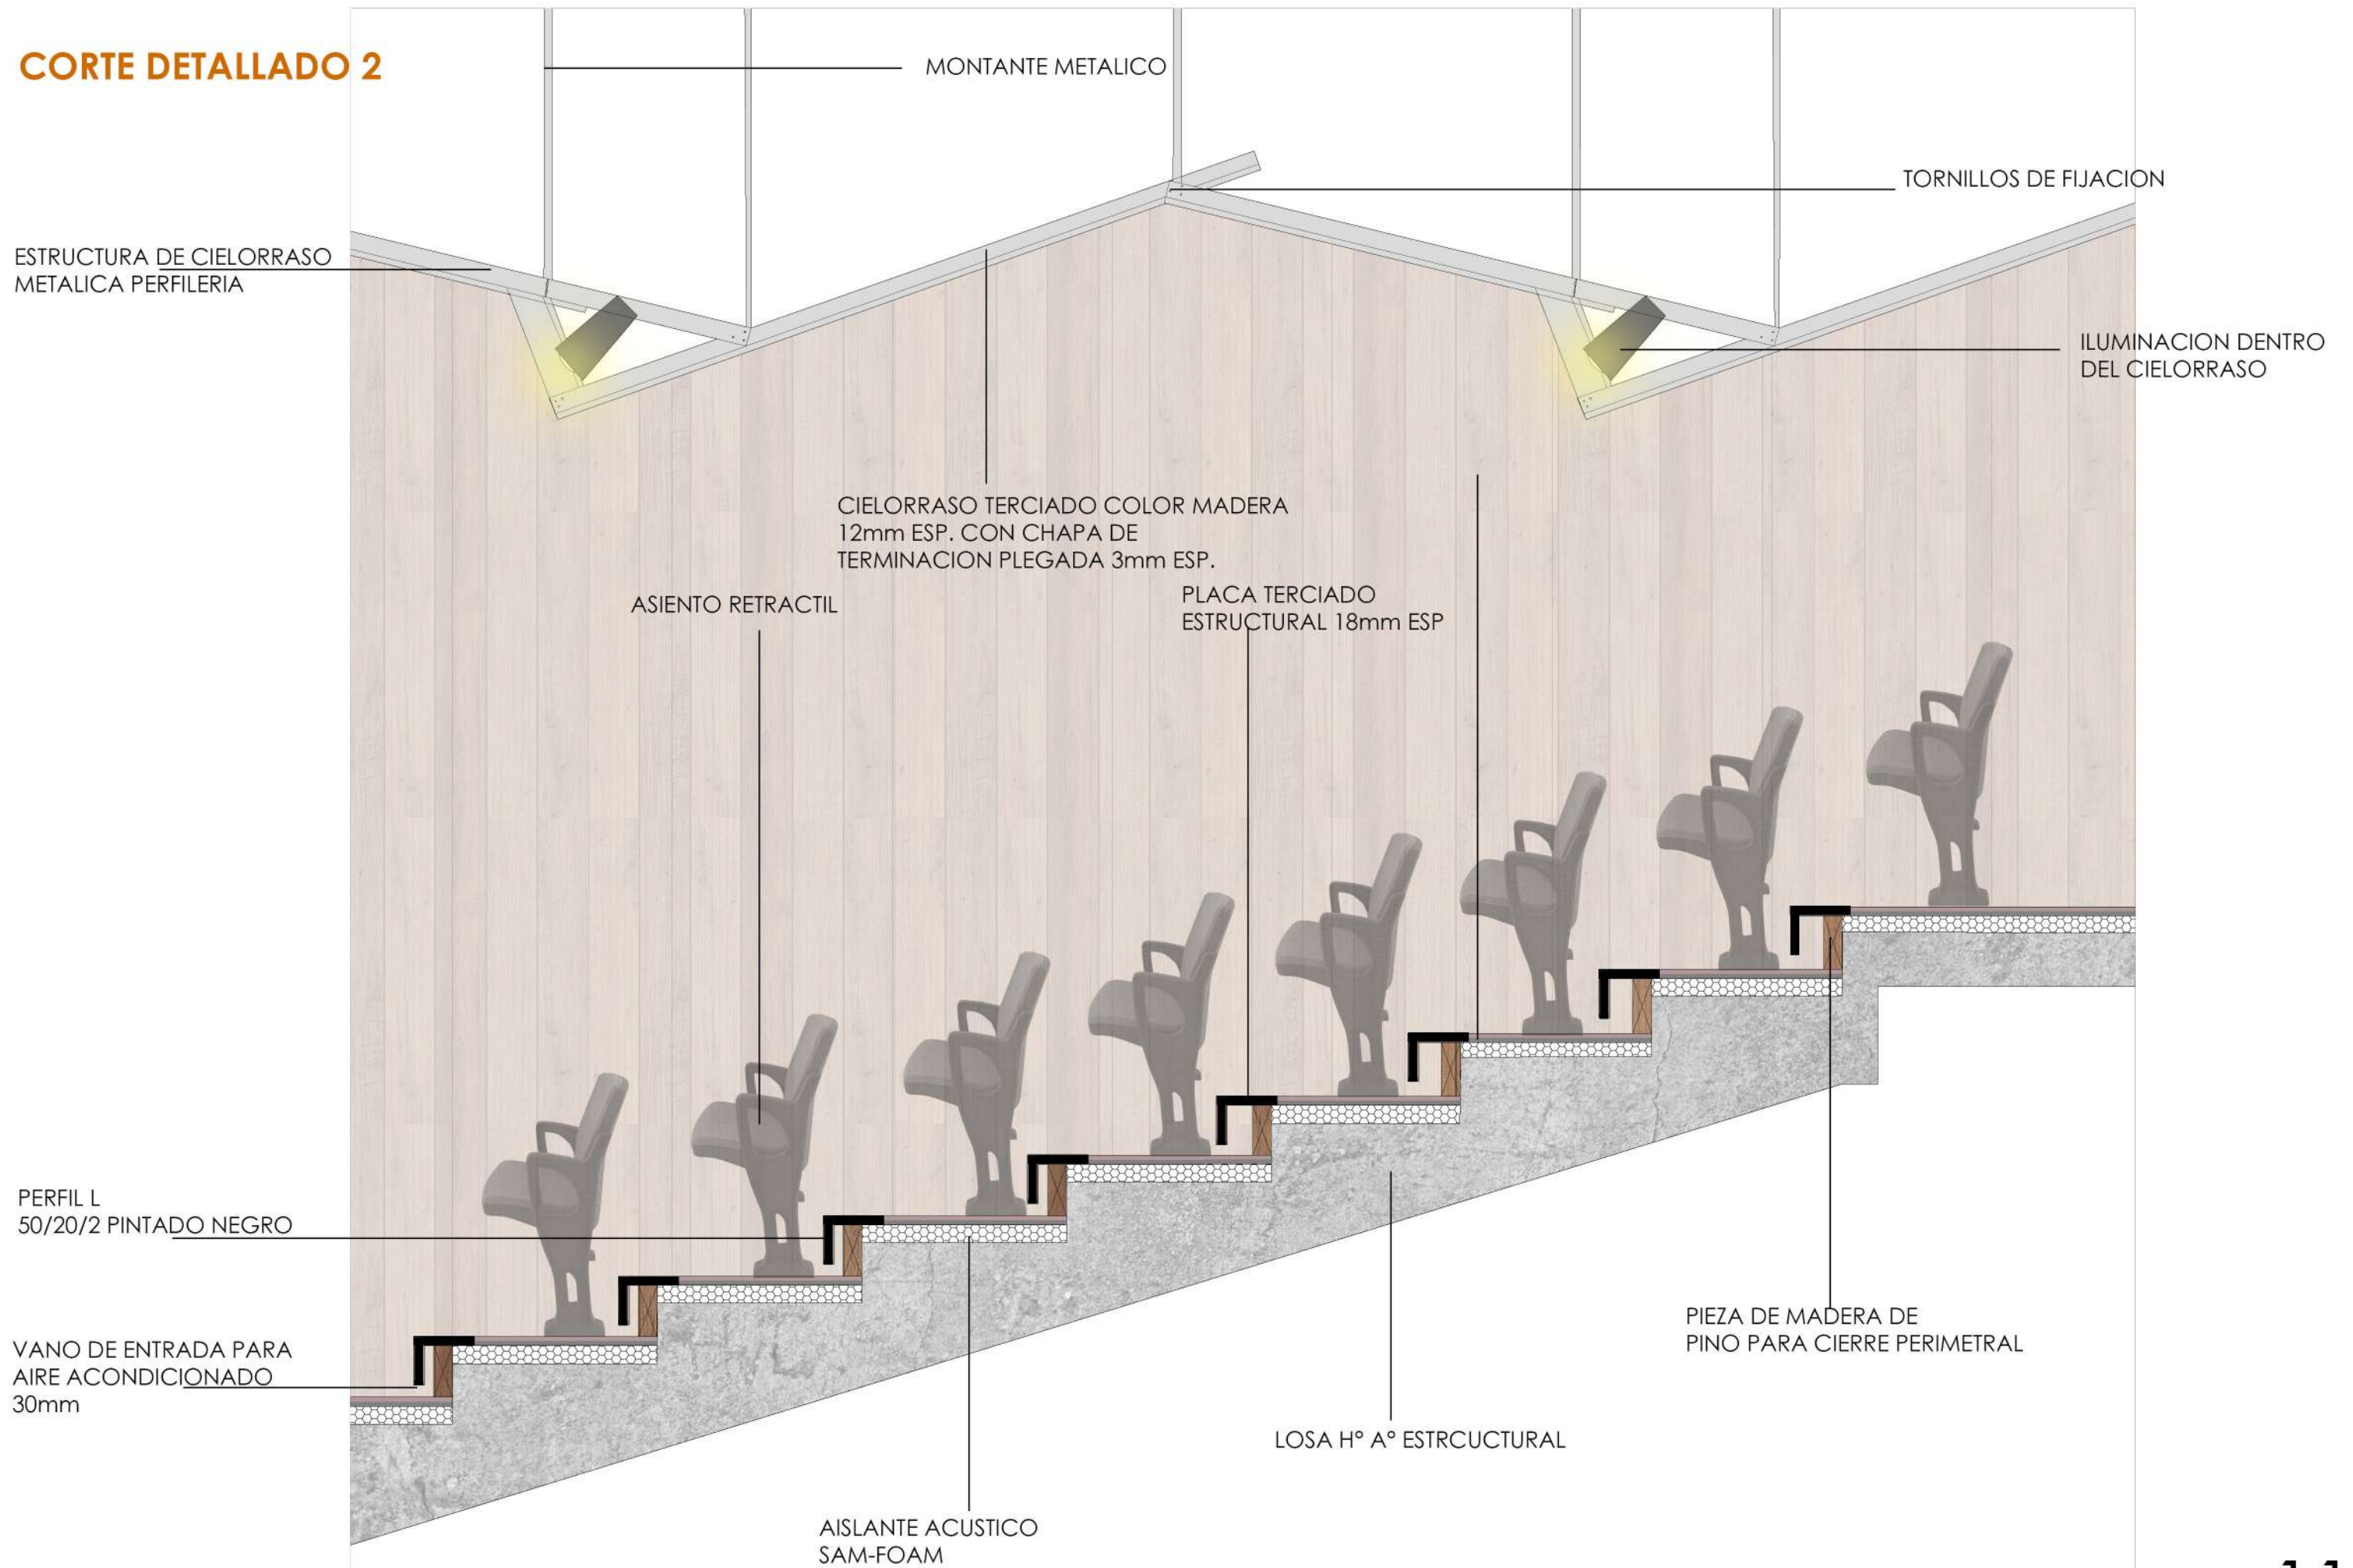 CORTE DETALLADO 2
MONTANTE METALICO
TORNILLOS DE FIJACION
ESTRUCTURA DE CIELORRASO
METALICA PERFILERIA
ILUMINACION DENTRO
DEL CIELORRASO
CIELORRASO TERCIADO COLOR MADERA
12mm ESP. CON CHAPA DE
TERMINACION PLEGADA 3mm ESP.
ASIENTO RETRACTIL
PLACA TERCIADO
ESTRUCTURAL 18mm ESP
PERFIL L
50/20/2 PINTADO NEGRO
VANO DE ENTRADA PARA
AIRE ACONDICIONADO
30mm
PIEZA DE MADERA DE
PINO PARA CIERRE PERIMETRAL
LOSA Hº Aº ESTRCUCTURAL
AISLANTE ACUSTICO
SAM-FOAM